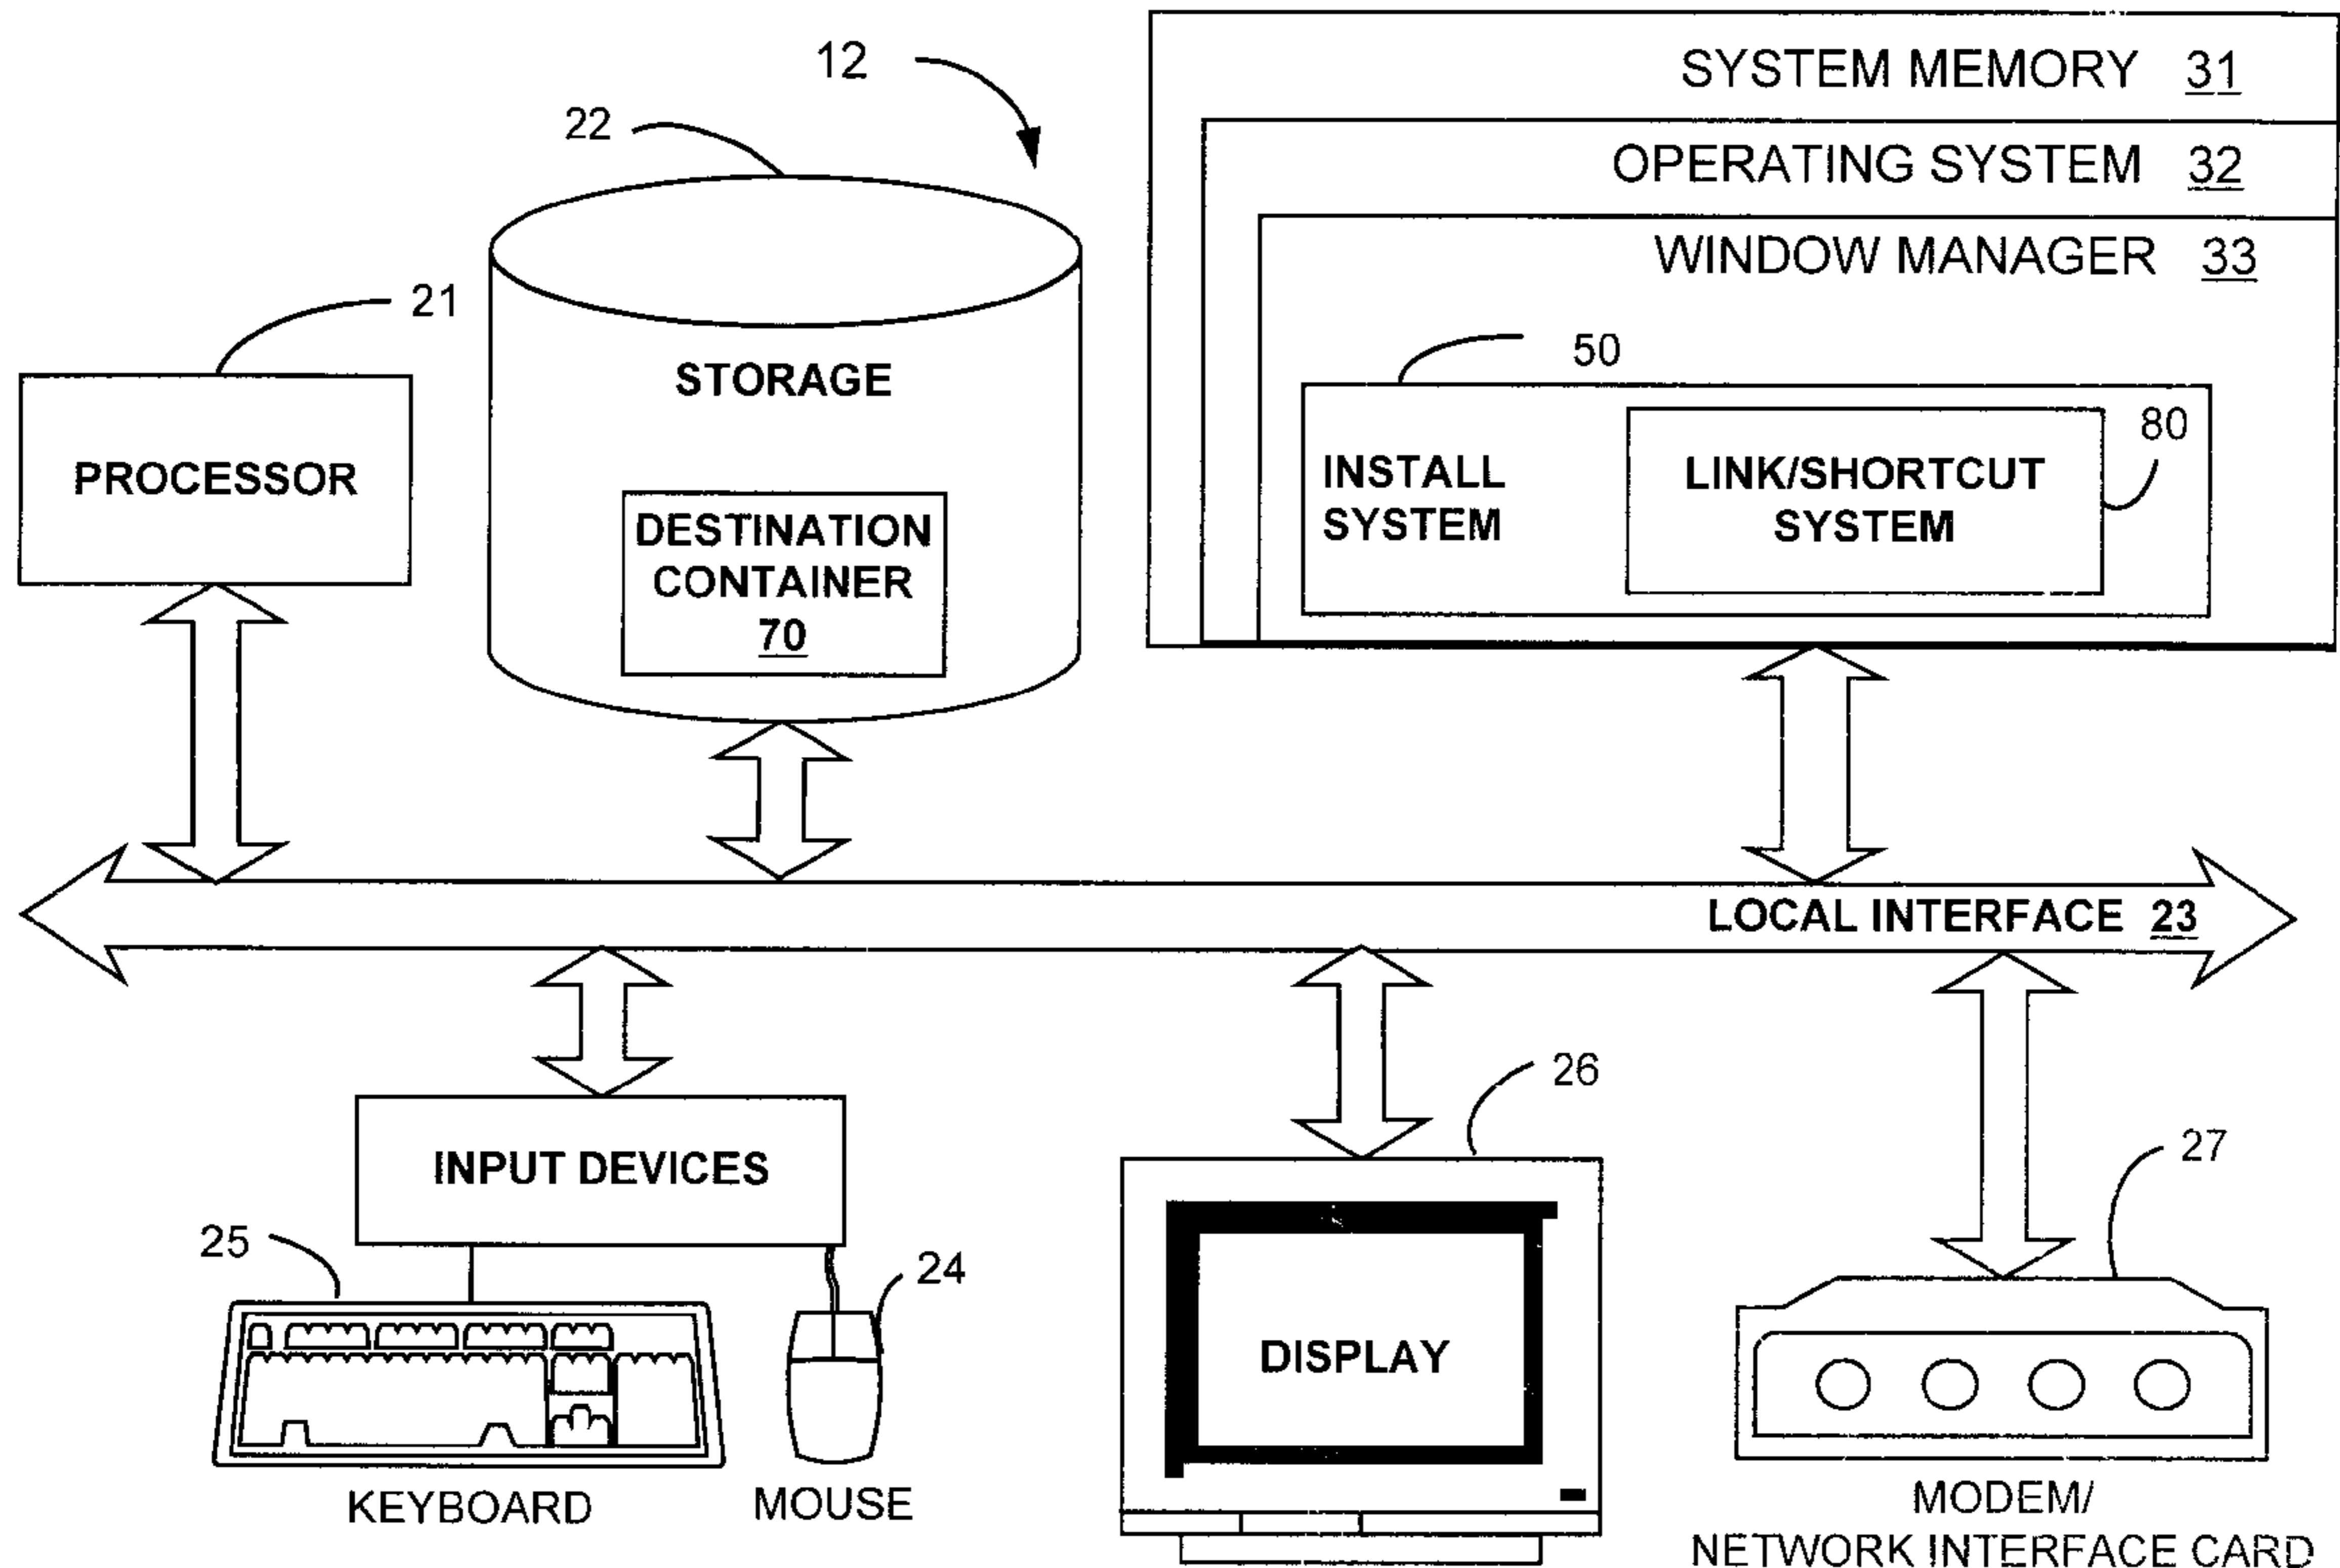 12
SYSTEM MEMORY 31
22
OPERATING SYSTEM 32
WINDOW MANAGER 33
21
STORAGE
50
80
PROCESSOR
INSTALL
SYSTEM
LINK/SHORTCUT
SYSTEM
DESTINATION
CONTAINER
70
LOCAL INTERFACE 23
26
INPUT DEVICES
27
25
24
DISPLAY
KEYBOARD
MOUSE
MODEM/
NETWORK INTERFACE CARD